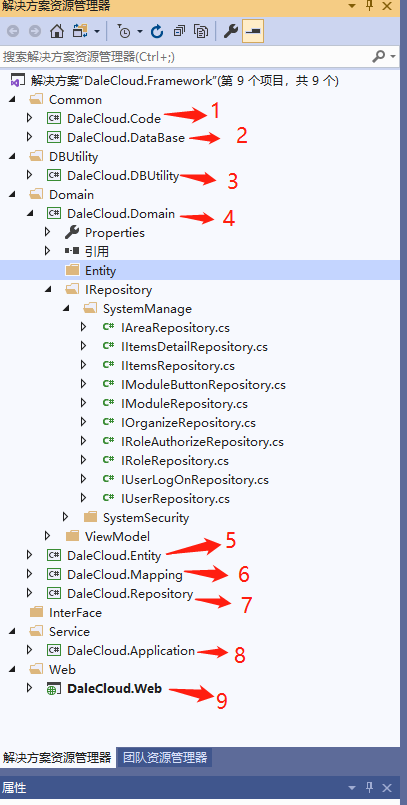 解决方案资源管理器
搜索解决方案资源管理器(Ctrl+;)
解决方案"DaleCloud.Framework"(第 9 个项目，共 9 个)
Common
DaleCloud.Code 1
DaleCloud.DataBase 2
DBUtility
DaleCloud.DBUtility 3
Domain
DaleCloud.Domain 4
Properties
引用
Entity
IRepository
SystemManage
C# IAreaRepository.cs
C# IItemsDetailRepository.cs
C# IItemsRepository.cs
C# IModuleButtonRepository.cs
C# IModuleRepository.cs
C# IOrganizeRepository.cs
C# IRoleAuthorizeRepository.cs
C# IRoleRepository.cs
C# IUserLogOnRepository.cs
C# IUserRepository.cs
SystemSecurity
ViewModel
DaleCloud.Entity 5
DaleCloud.Mapping 6
DaleCloud.Repository 7
InterFace
Service
DaleCloud.Application 8
Web
DaleCloud.Web 9
解决方案资源管理器 团队资源管理器
属性